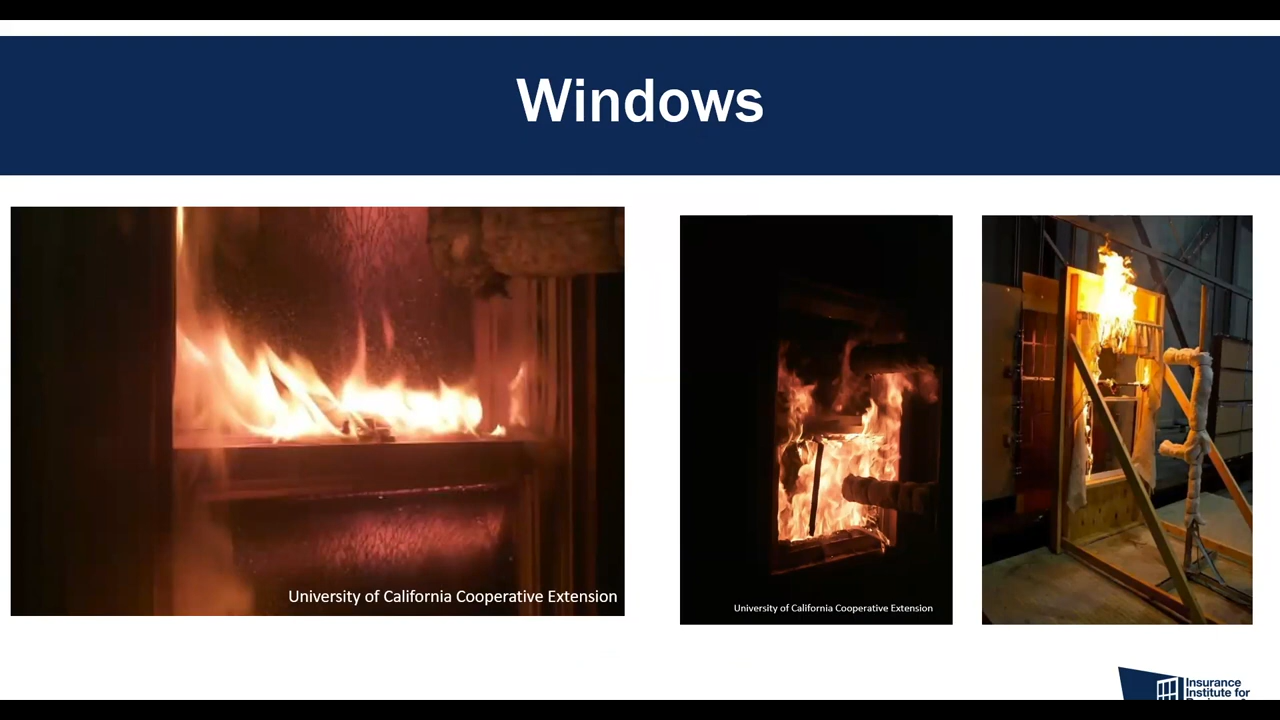 Windows
University of California Cooperative Extension
University of California Cooperative Extension
Insurance
Institute for